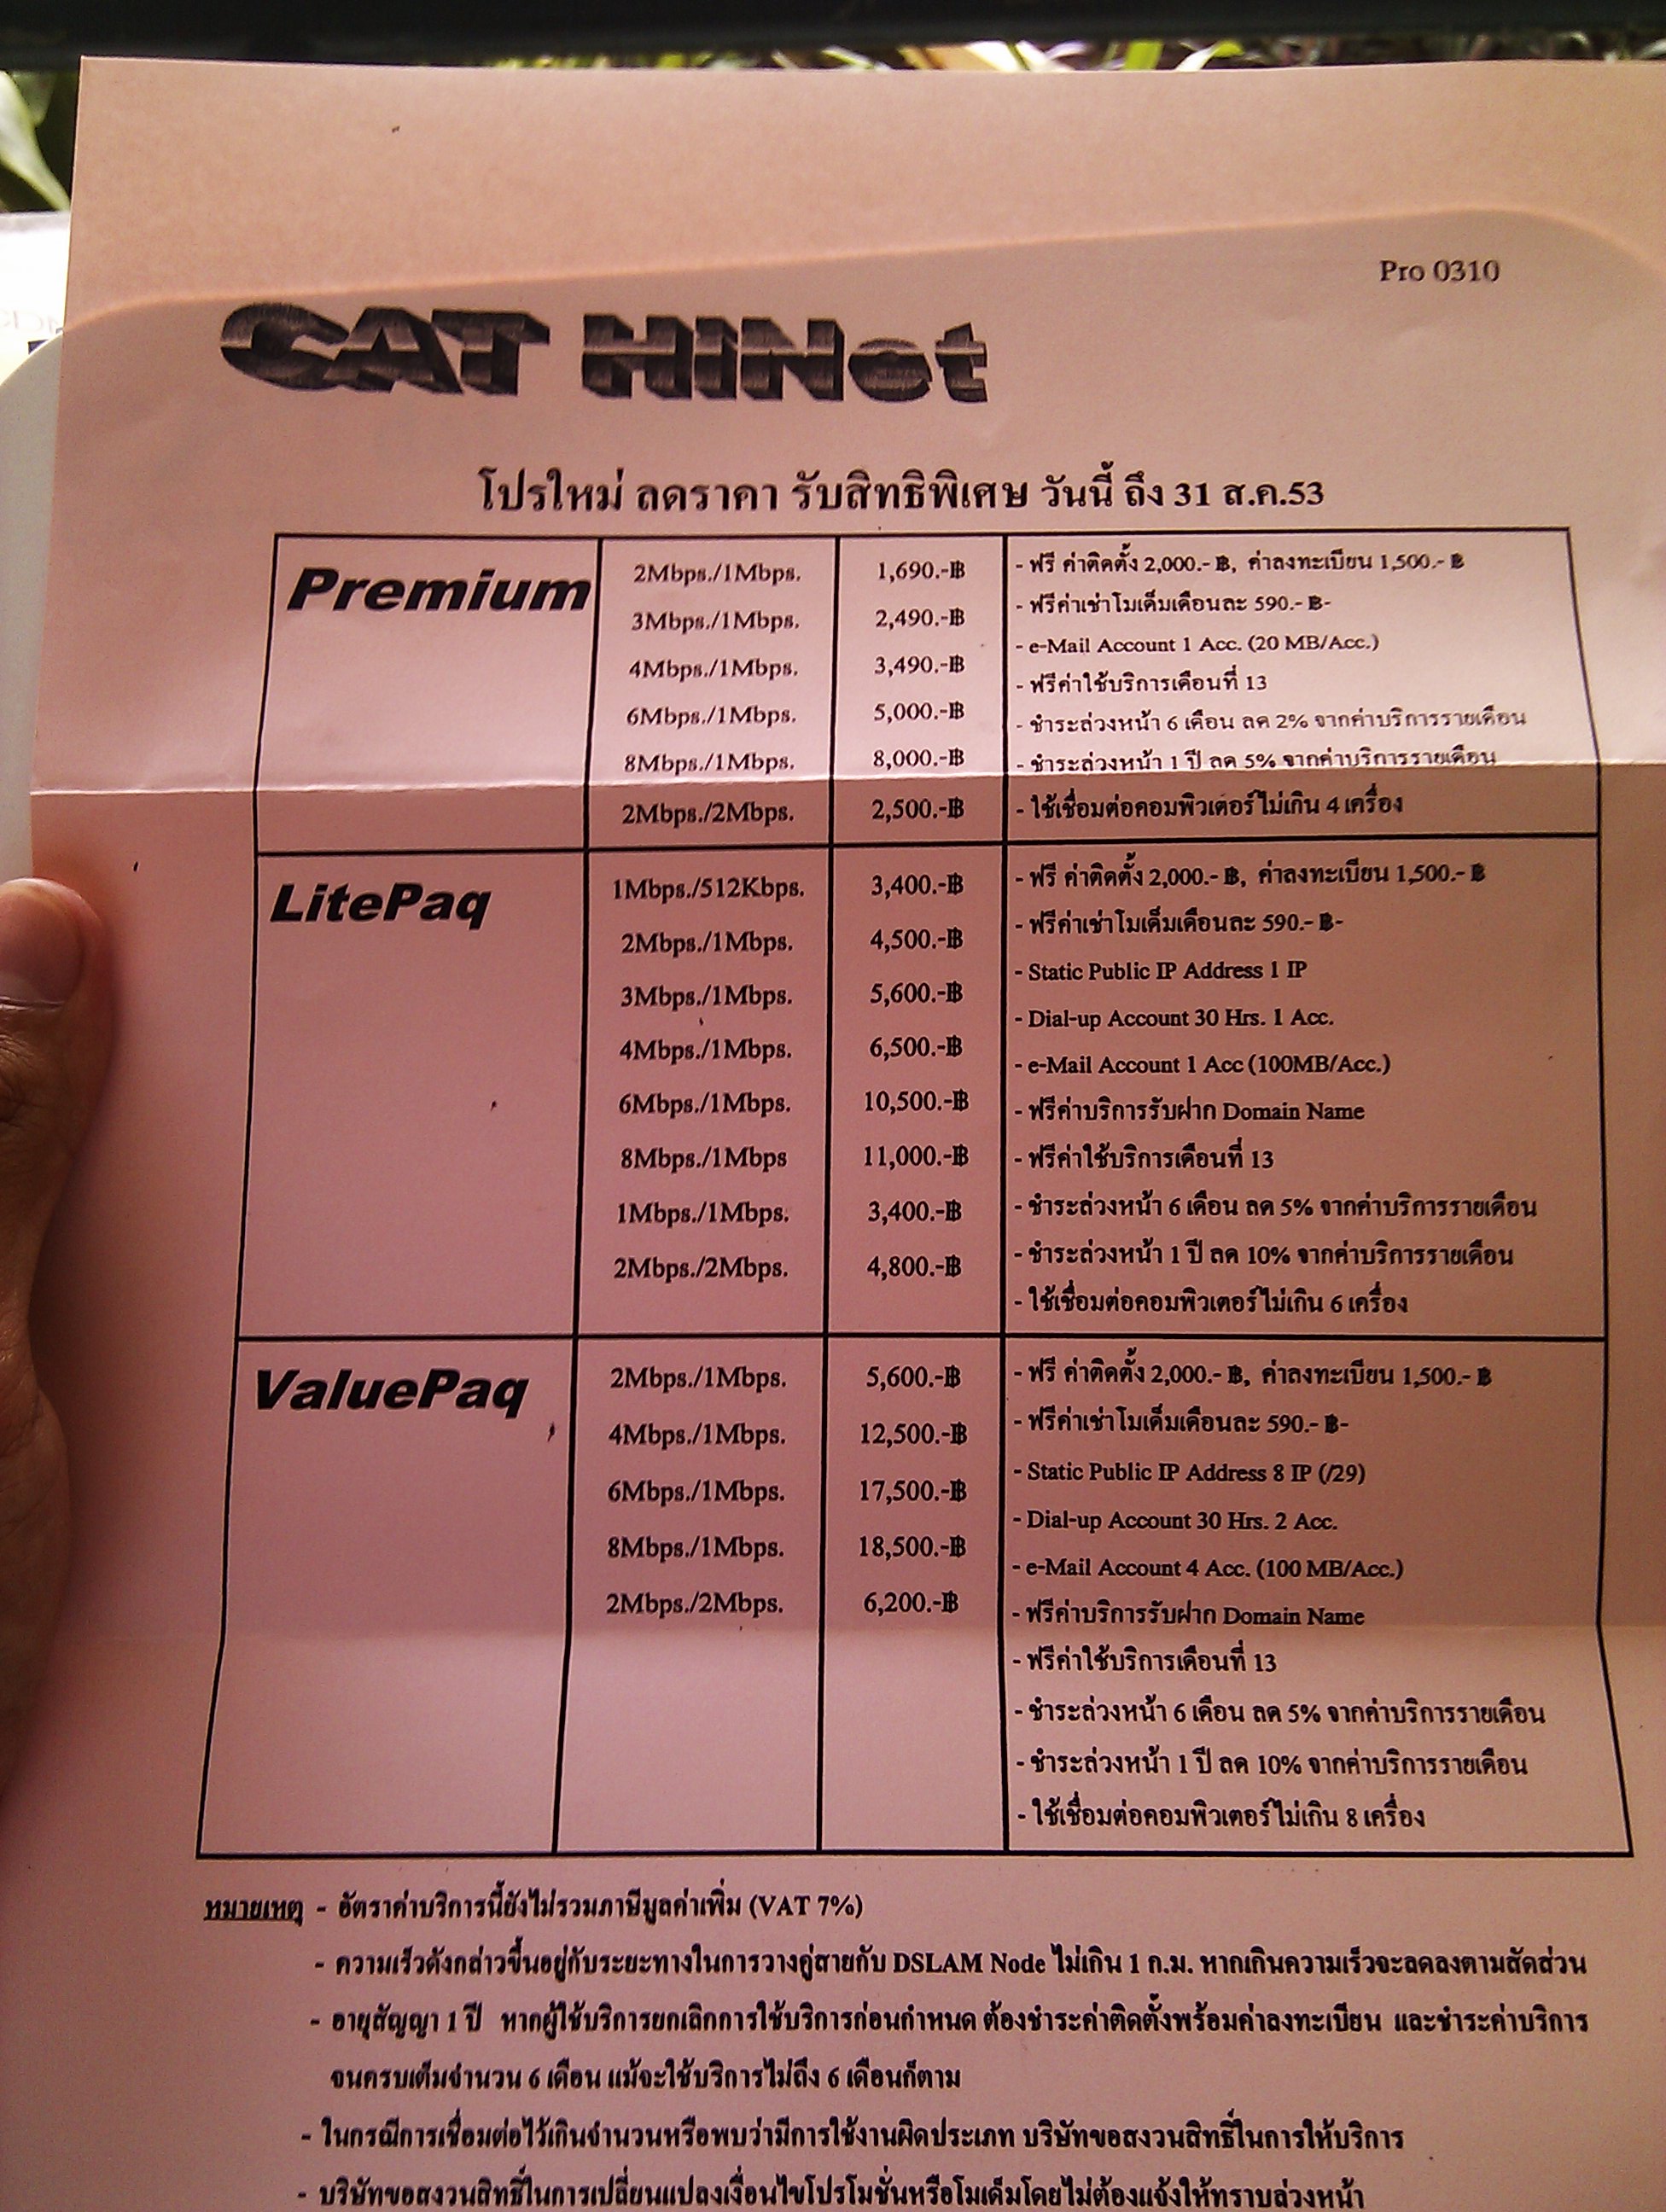 Pro 0310
CAT HiNet
โปรใหม่ ลดราคา รับสิทธิพิเศษ วันนี้ ถึง 31 ส.ค.53
Premium
2Mbps./1Mbps. 1,690.-฿
3Mbps./1Mbps. 2,490.-฿
4Mbps./1Mbps. 3,490.-฿
6Mbps./1Mbps. 5,000.-฿
8Mbps./1Mbps. 8,000.-฿
2Mbps./2Mbps. 2,500.-฿
- ฟรี ค่าติดตั้ง 2,000.- ฿, ค่าลงทะเบียน 1,500.- ฿
- ฟรีค่าเช่าโมเด็มเดือนละ 590.- ฿-
- e-Mail Account 1 Acc. (20 MB/Acc.)
- ฟรีค่าใช้บริการเดือนที่ 13
- ชำระล่วงหน้า 6 เดือน ลด 2% จากค่าบริการรายเดือน
- ชำระล่วงหน้า 1 ปี ลด 5% จากค่าบริการรายเดือน
- ใช้เชื่อมต่อคอมพิวเตอร์ไม่เกิน 4 เครื่อง
LitePaq
1Mbps./512Kbps. 3,400.-฿
2Mbps./1Mbps. 4,500.-฿
3Mbps./1Mbps. 5,600.-฿
4Mbps./1Mbps. 6,500.-฿
6Mbps./1Mbps. 10,500.-฿
8Mbps./1Mbps 11,000.-฿
1Mbps./1Mbps. 3,400.-฿
2Mbps./2Mbps. 4,800.-฿
- ฟรี ค่าติดตั้ง 2,000.- ฿, ค่าลงทะเบียน 1,500.- ฿
- ฟรีค่าเช่าโมเด็มเดือนละ 590.- ฿-
- Static Public IP Address 1 IP
- Dial-up Account 30 Hrs. 1 Acc.
- e-Mail Account 1 Acc (100MB/Acc.)
- ฟรีค่าบริการรับฝาก Domain Name
- ฟรีค่าใช้บริการเดือนที่ 13
- ชำระล่วงหน้า 6 เดือน ลด 5% จากค่าบริการรายเดือน
- ชำระล่วงหน้า 1 ปี ลด 10% จากค่าบริการรายเดือน
- ใช้เชื่อมต่อคอมพิวเตอร์ไม่เกิน 6 เครื่อง
ValuePaq
2Mbps./1Mbps. 5,600.-฿
4Mbps./1Mbps. 12,500.-฿
6Mbps./1Mbps. 17,500.-฿
8Mbps./1Mbps. 18,500.-฿
2Mbps./2Mbps. 6,200.-฿
- ฟรี ค่าติดตั้ง 2,000.- ฿, ค่าลงทะเบียน 1,500.- ฿
- ฟรีค่าเช่าโมเด็มเดือนละ 590.- ฿-
- Static Public IP Address 8 IP (/29)
- Dial-up Account 30 Hrs. 2 Acc.
- e-Mail Account 4 Acc. (100 MB/Acc.)
- ฟรีค่าบริการรับฝาก Domain Name
- ฟรีค่าใช้บริการเดือนที่ 13
- ชำระล่วงหน้า 6 เดือน ลด 5% จากค่าบริการรายเดือน
- ชำระล่วงหน้า 1 ปี ลด 10% จากค่าบริการรายเดือน
- ใช้เชื่อมต่อคอมพิวเตอร์ไม่เกิน 8 เครื่อง
หมายเหตุ - อัตราค่าบริการนี้ยังไม่รวมภาษีมูลค่าเพิ่ม (VAT 7%)
- ความเร็วดังกล่าวขึ้นอยู่กับระยะทางในการวางคู่สายกับ DSLAM Node ไม่เกิน 1 ก.ม. หากเกินความเร็วจะลดลงตามสัดส่วน
- อายุสัญญา 1 ปี หากผู้ใช้บริการยกเลิกการใช้บริการก่อนกำหนด ต้องชำระค่าติดตั้งพร้อมค่าลงทะเบียน และชำระค่าบริการ
จนครบเต็มจำนวน 6 เดือน แม้จะใช้บริการไม่ถึง 6 เดือนก็ตาม
- ในกรณีการเชื่อมต่อไว้เกินจำนวนหรือพบว่ามีการใช้งานผิดประเภท บริษัทขอสงวนสิทธิ์ในการให้บริการ
- บริษัทขอสงวนสิทธิ์ในการเปลี่ยนแปลงเงื่อนไขโปรโมชั่นหรือโมเด็มโดยไม่ต้องแจ้งให้ทราบล่วงหน้า